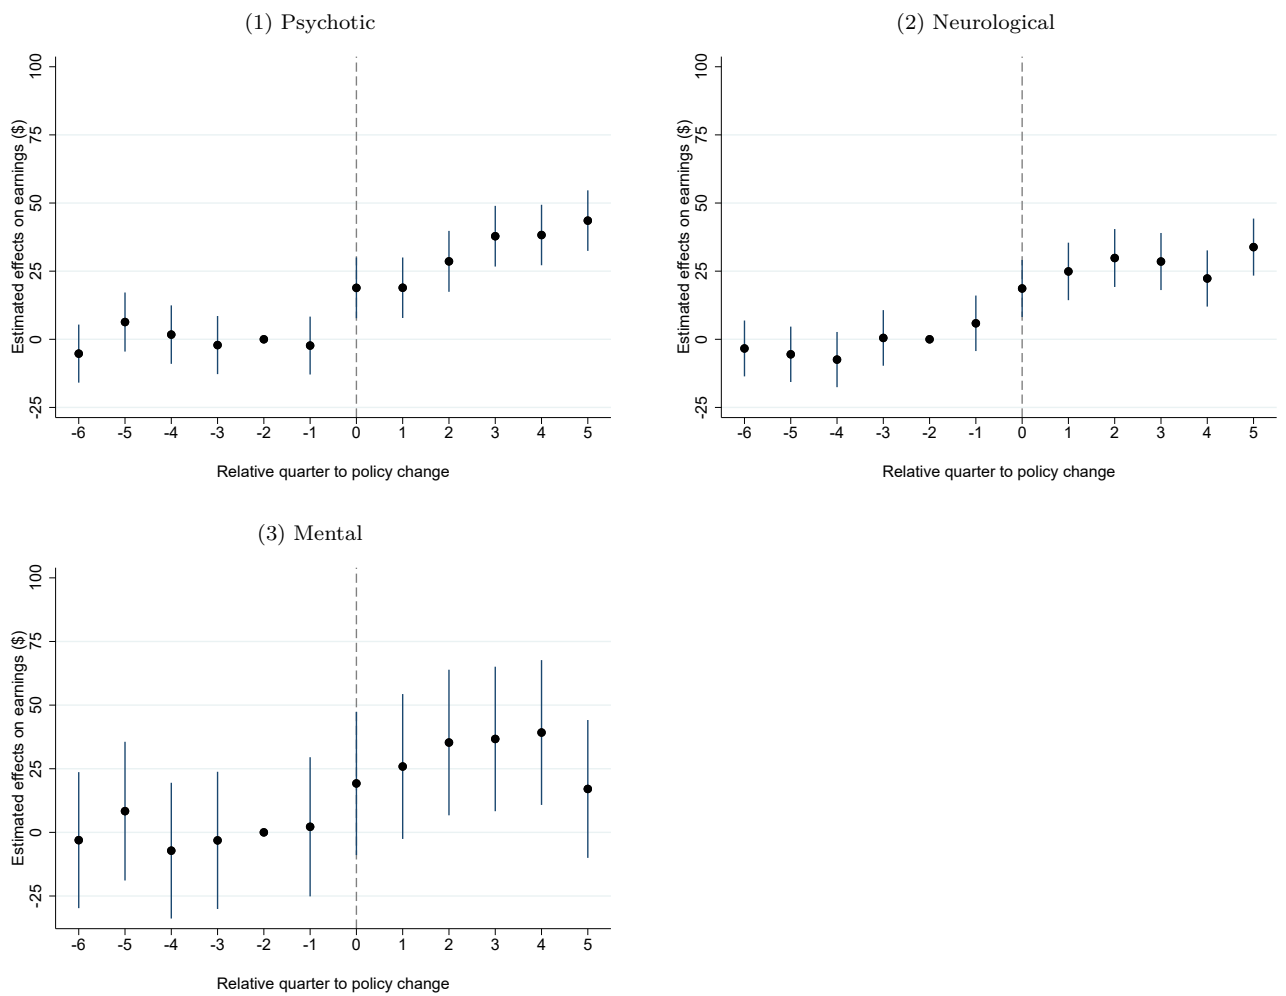 (1) Psychotic
Estimated effects on earnings ($)
100
75
50
25
0
-25
-6 -5 -4 -3 -2 -1 0 1 2 3 4 5
Relative quarter to policy change
(2) Neurological
Estimated effects on earnings ($)
100
75
50
25
0
-25
-6 -5 -4 -3 -2 -1 0 1 2 3 4 5
Relative quarter to policy change
(3) Mental
Estimated effects on earnings ($)
100
75
50
25
0
-25
-6 -5 -4 -3 -2 -1 0 1 2 3 4 5
Relative quarter to policy change